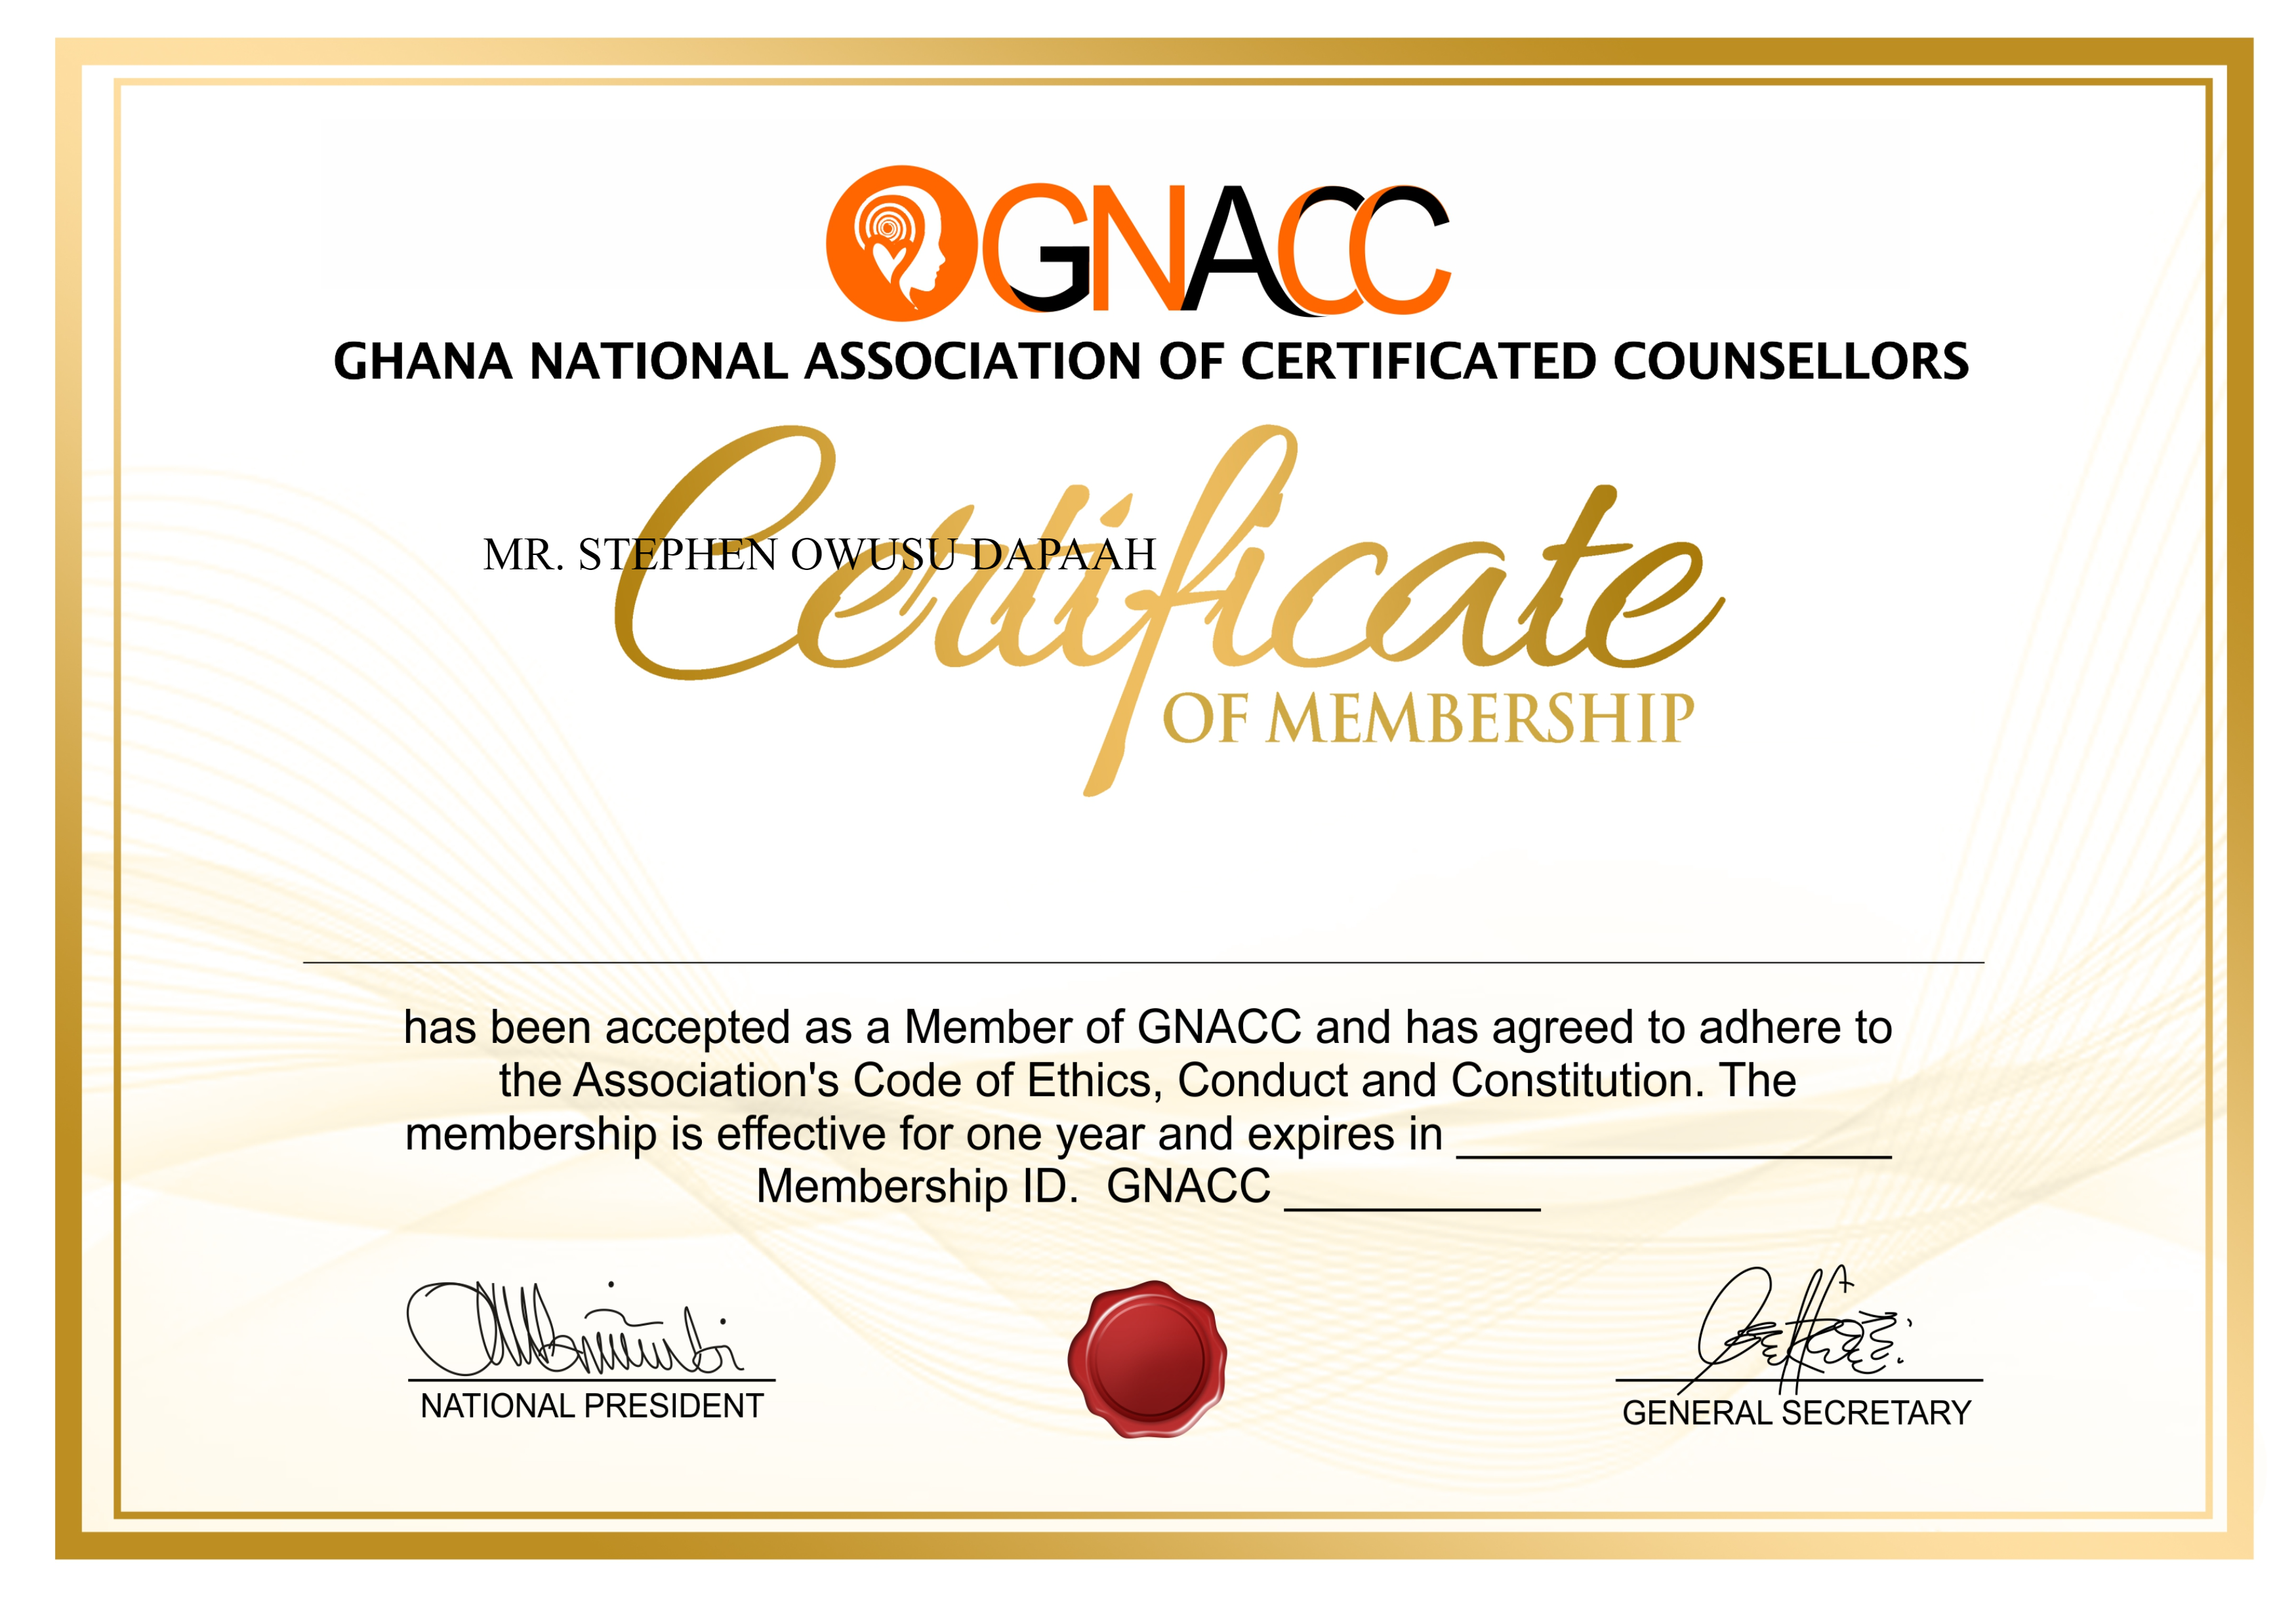 GNACC
GHANA NATIONAL ASSOCIATION OF CERTIFICATED COUNSELLORS
Certificate
MR. STEPHEN OWUSU DAPAAH
OF MEMBERSHIP
has been accepted as a Member of GNACC and has agreed to adhere to
the Association's Code of Ethics, Conduct and Constitution. The
membership is effective for one year and expires in
Membership ID. GNACC
NATIONAL PRESIDENT
GENERAL SECRETARY